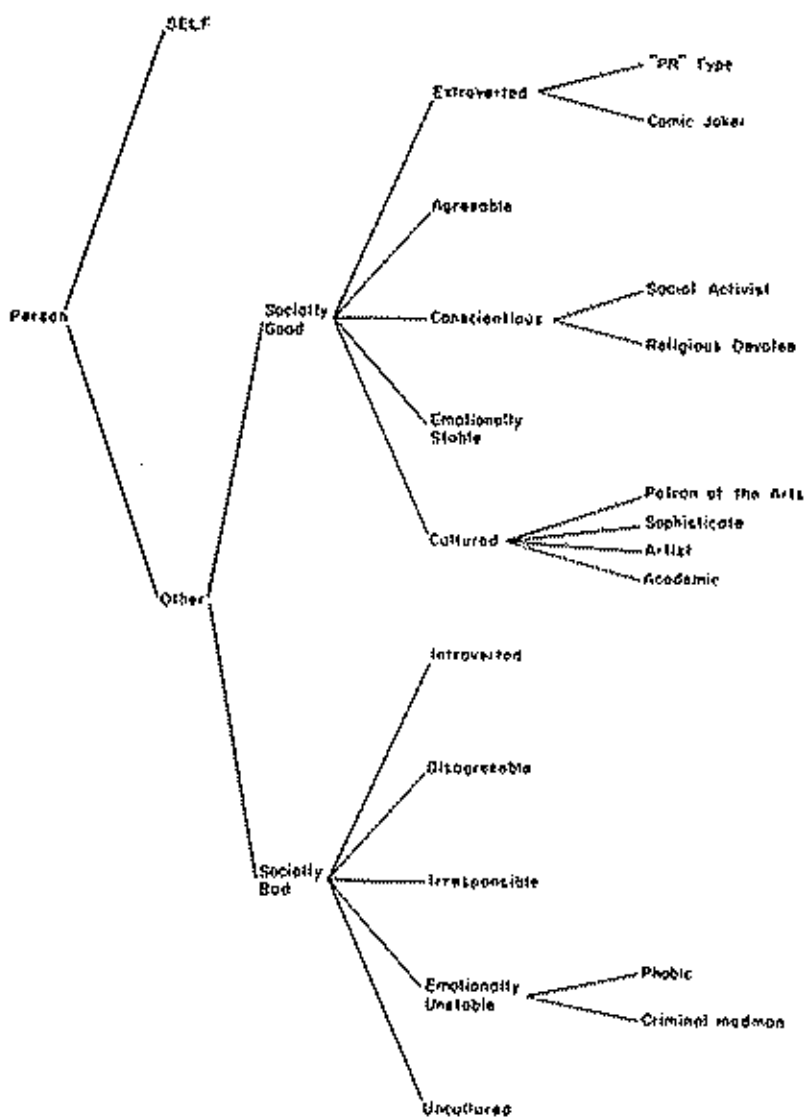 SELF
"PR" Type
Extroverted
Comic Joker
Agreeable
Social Activist
Person
Socially
Good
Conscientious
Religious Devotee
Emotionally
Stable
Patron of the Arts
Sophisticate
Cultured
Artist
Academic
Other
Introverted
Disagreeable
Socially
Bad
Irresponsible
Phobic
Emotionally
Unstable
Criminal madman
Uncultured